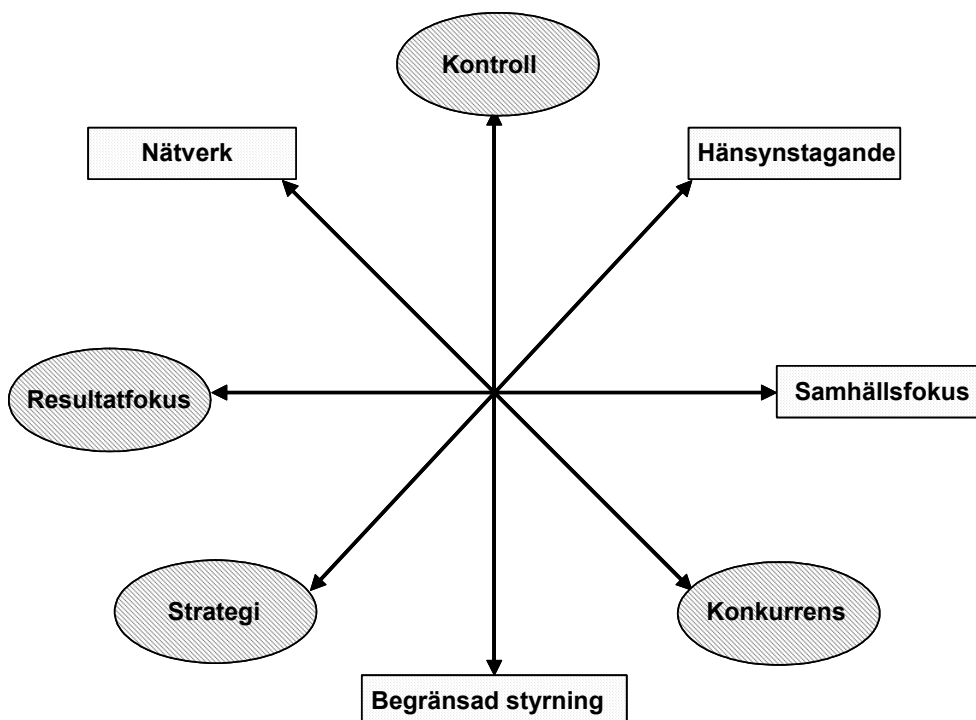 Kontroll
Nätverk
Hänsynstagande
Resultatfokus
Samhällsfokus
Strategi
Konkurrens
Begränsad styrning